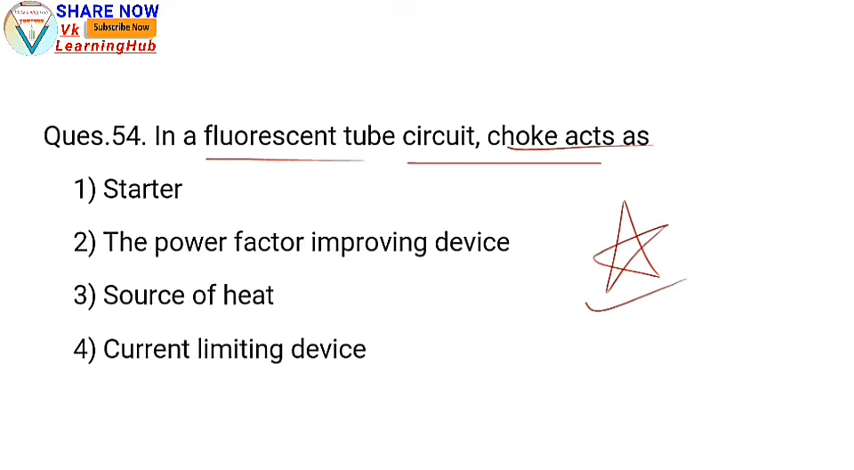 SHARE NOW
Vk Subscribe Now
LearningHub
Ques.54. In a fluorescent tube circuit, choke acts as
1) Starter
2) The power factor improving device
3) Source of heat
4) Current limiting device